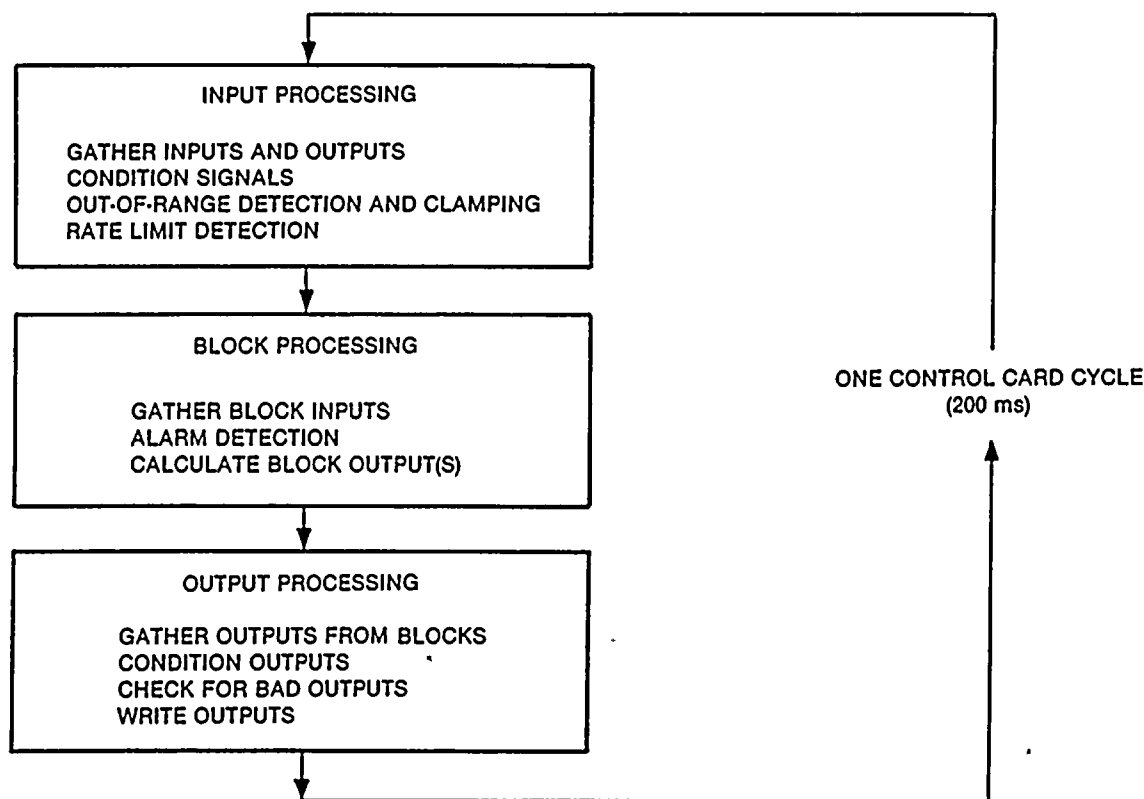 INPUT PROCESSING
GATHER INPUTS AND OUTPUTS
CONDITION SIGNALS
OUT-OF-RANGE DETECTION AND CLAMPING
RATE LIMIT DETECTION
BLOCK PROCESSING
GATHER BLOCK INPUTS
ALARM DETECTION
CALCULATE BLOCK OUTPUT(S)
OUTPUT PROCESSING
GATHER OUTPUTS FROM BLOCKS
CONDITION OUTPUTS
CHECK FOR BAD OUTPUTS
WRITE OUTPUTS
ONE CONTROL CARD CYCLE
(200 ms)